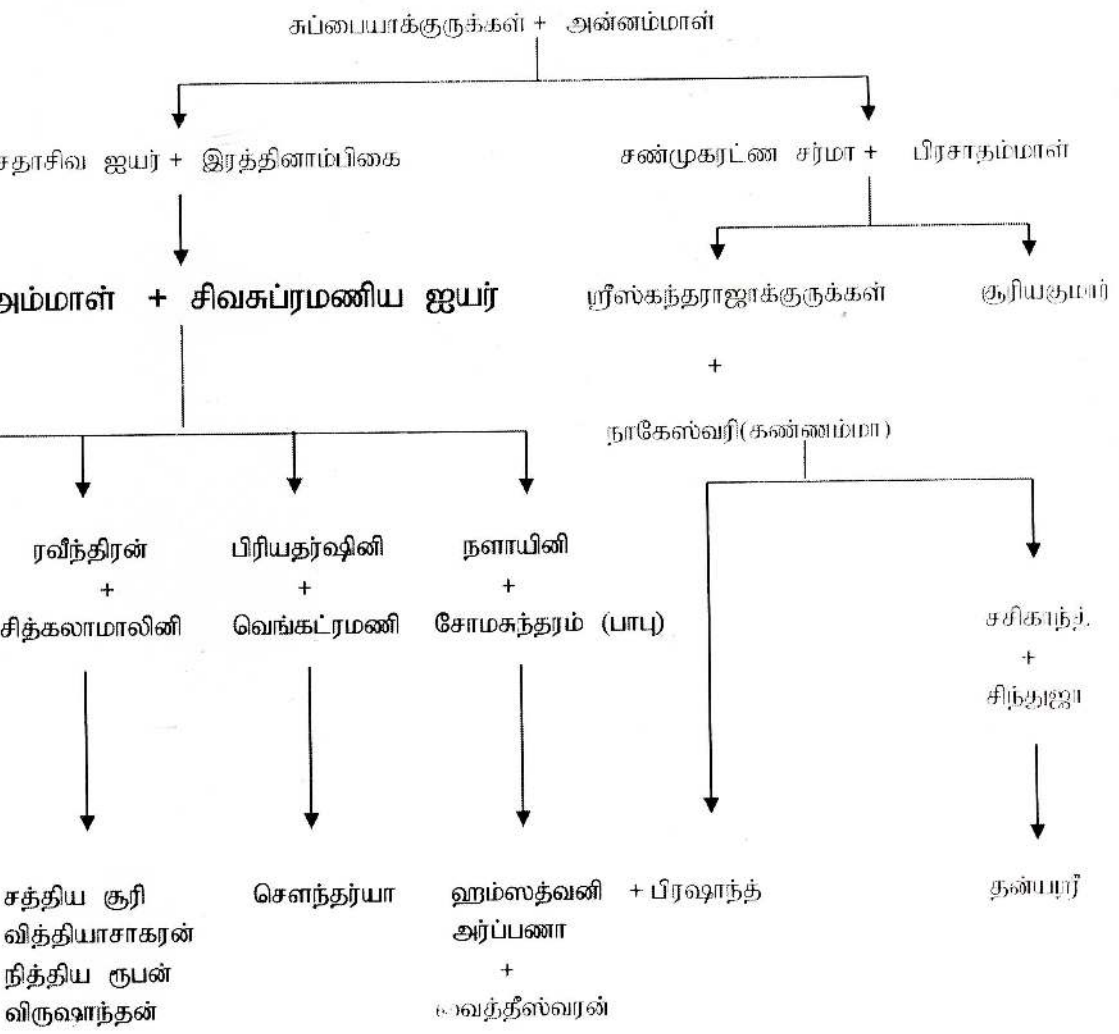 சுப்பையாக்குருக்கள் + அன்னம்மாள்
சதாசிவ ஐயர் + இரத்தினாம்பிகை
சண்முகரட்ண சர்மா + பிரசாதம்மாள்
அம்மாள் + சிவசுப்ரமணிய ஐயர்
ஸ்ரீஸ்கந்தராஜாக்குருக்கள்
சூரியகுமார்
+
நாகேஸ்வரி(கண்ணம்மா)
ரவீந்திரன்
+
சித்கலாமாலினி
பிரியதர்ஷினி
+
வெங்கட்ரமணி
நளாயினி
+
சோமசுந்தரம் (பாபு)
சசிகாந்த்
+
சிந்துஜா
சத்திய சூரி
வித்தியாசாகரன்
நித்திய ரூபன்
விருஷாந்தன்
சௌந்தர்யா
ஹம்ஸத்வனி + பிரஷாந்த்
அர்ப்பணா
+
வைத்தீஸ்வரன்
தன்யஸ்ரீ